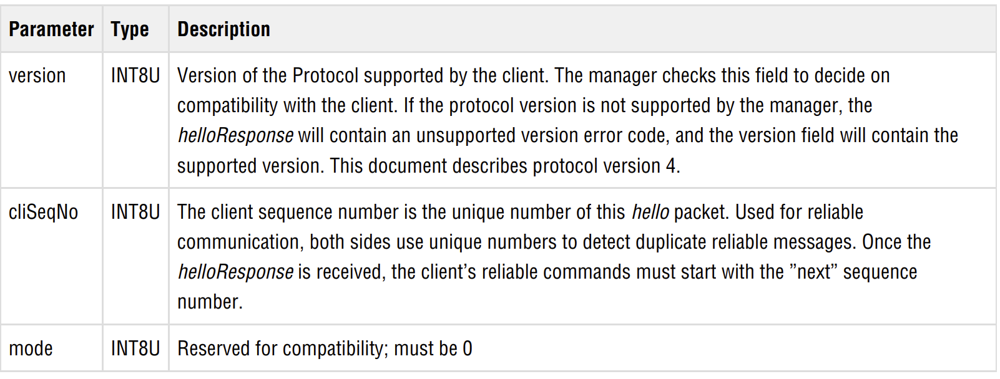 Parameter Type Description
version INT8U Version of the Protocol supported by the client. The manager checks this field to decide on
compatibility with the client. If the protocol version is not supported by the manager, the
helloResponse will contain an unsupported version error code, and the version field will contain the
supported version. This document describes protocol version 4.
cliSeqNo INT8U The client sequence number is the unique number of this hello packet. Used for reliable
communication, both sides use unique numbers to detect duplicate reliable messages. Once the
helloResponse is received, the client’s reliable commands must start with the ”next” sequence
number.
mode INT8U Reserved for compatibility; must be 0